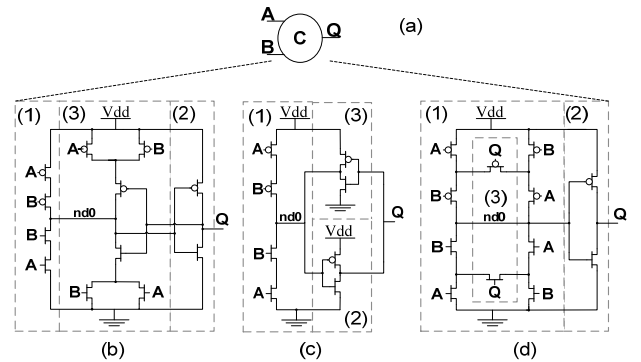 A
B
C
Q
(a)
(1) (3) (2)
Vdd
A
A B
B
nd0
B
A
B A
Q
(b)
(1) (3)
Vdd
A
B
nd0
B
A
Vdd
Q
(2)
(c)
(1) (2)
Vdd
A Q B
B (3) A
nd0
B A
A Q B
Q
(d)